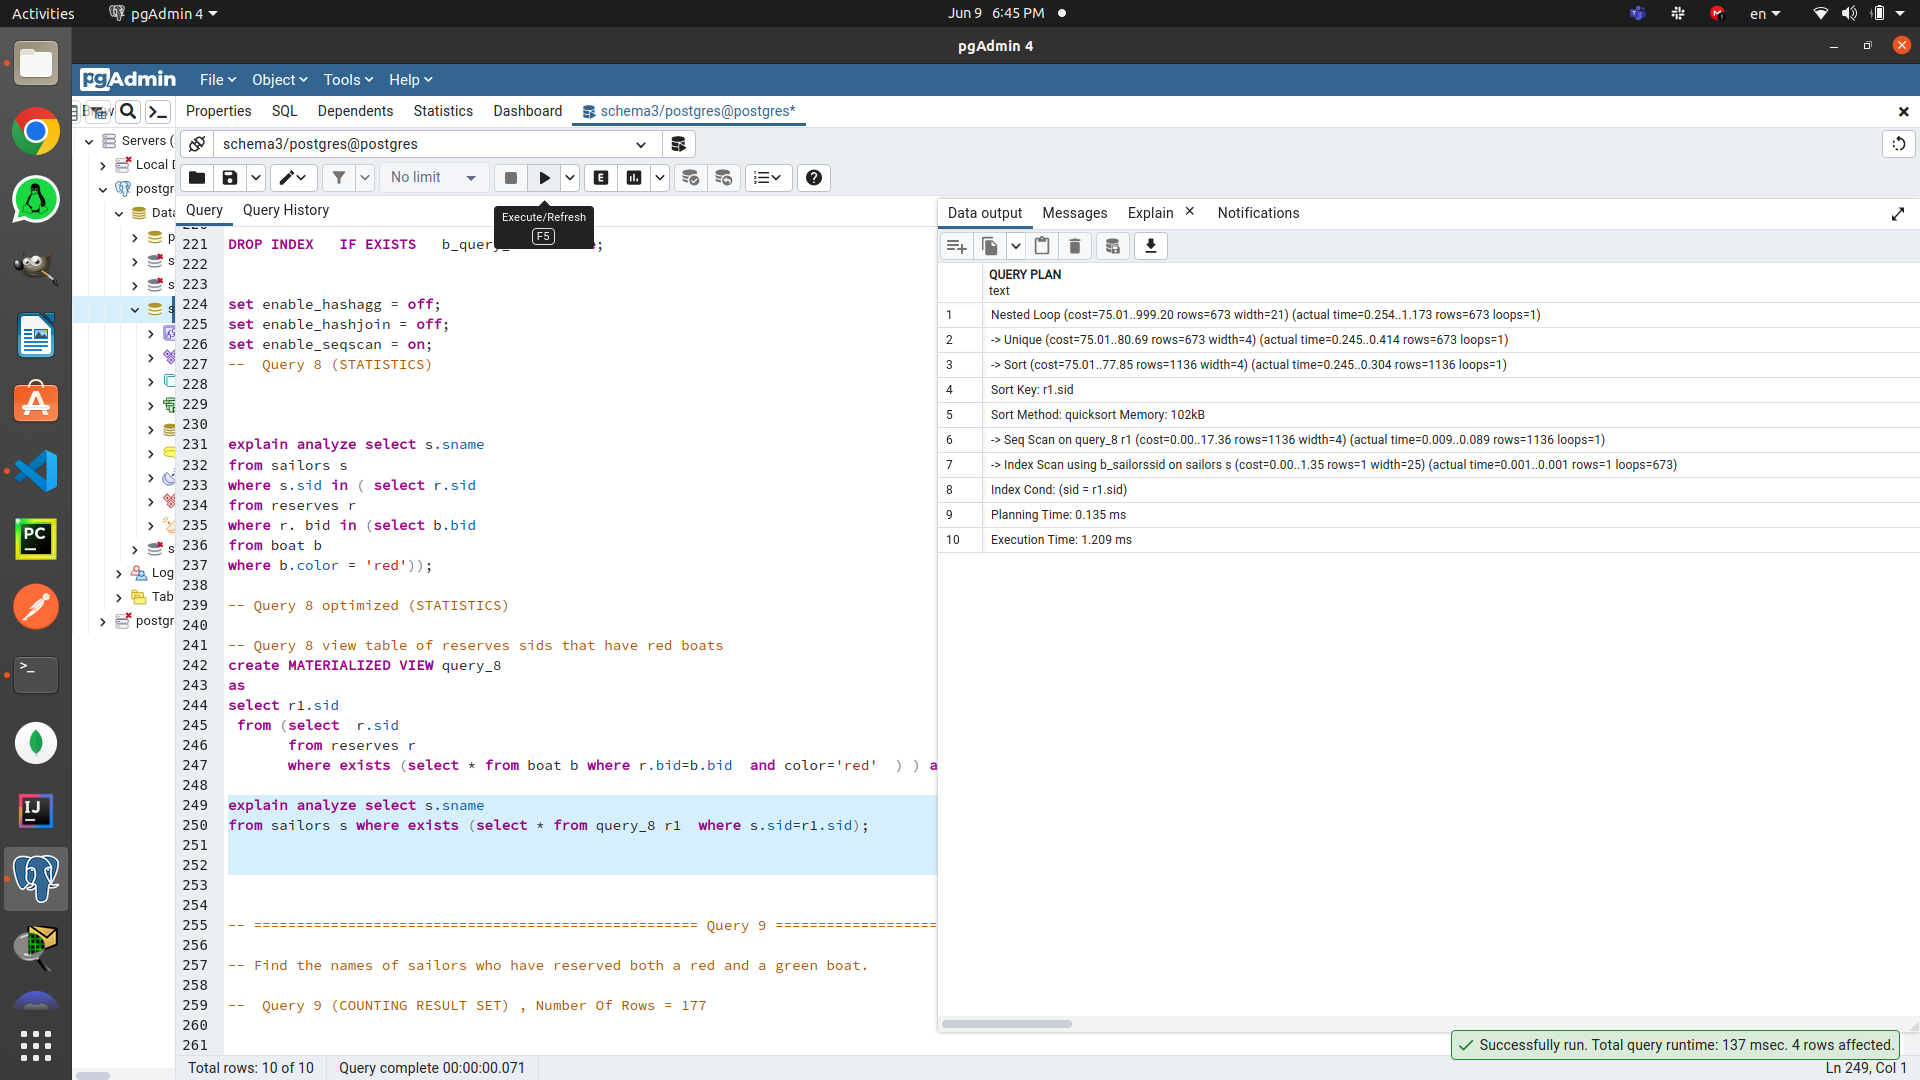 Activities
pgAdmin 4
Jun 9 6:45 PM
en
pgAdmin 4
pgAdmin
File
Object
Tools
Help
Properties
SQL
Dependents
Statistics
Dashboard
schema3/postgres@postgres*
Servers (
Local D
postgr
Data
p
s
s
s
s
Log
Tab
postgr
schema3/postgres@postgres
No limit
E
Query
Query History
Execute/Refresh
F5
221 DROP INDEX   IF EXISTS   b_query_ ;
222
223
224 set enable_hashagg = off;
225 set enable_hashjoin = off;
226 set enable_seqscan = on;
227 --  Query 8 (STATISTICS)
228
229
230
231 explain analyze select s.sname
232 from sailors s
233 where s.sid in ( select r.sid
234 from reserves r
235 where r. bid in (select b.bid
236 from boat b
237 where b.color = 'red'));
238
239 -- Query 8 optimized (STATISTICS)
240
241 -- Query 8 view table of reserves sids that have red boats
242 create MATERIALIZED VIEW query_8
243 as
244 select r1.sid
245  from (select  r.sid
246        from reserves r
247        where exists (select * from boat b where r.bid=b.bid  and color='red'  ) ) a
248
249 explain analyze select s.sname
250 from sailors s where exists (select * from query_8 r1  where s.sid=r1.sid);
251
252
253
254
255 -- ==================================================== Query 9 ===================
256
257 -- Find the names of sailors who have reserved both a red and a green boat.
258
259 --  Query 9 (COUNTING RESULT SET) , Number Of Rows = 177
260
261
Data output
Messages
Explain
Notifications
QUERY PLAN
text
1 Nested Loop (cost=75.01..999.20 rows=673 width=21) (actual time=0.254..1.173 rows=673 loops=1)
2 -> Unique (cost=75.01..80.69 rows=673 width=4) (actual time=0.245..0.414 rows=673 loops=1)
3 -> Sort (cost=75.01..77.85 rows=1136 width=4) (actual time=0.245..0.304 rows=1136 loops=1)
4 Sort Key: r1.sid
5 Sort Method: quicksort Memory: 102kB
6 -> Seq Scan on query_8 r1 (cost=0.00..17.36 rows=1136 width=4) (actual time=0.009..0.089 rows=1136 loops=1)
7 -> Index Scan using b_sailorssid on sailors s (cost=0.00..1.35 rows=1 width=25) (actual time=0.001..0.001 rows=1 loops=673)
8 Index Cond: (sid = r1.sid)
9 Planning Time: 0.135 ms
10 Execution Time: 1.209 ms
Successfully run. Total query runtime: 137 msec. 4 rows affected.
Total rows: 10 of 10
Query complete 00:00:00.071
Ln 249, Col 1
PC
IJ